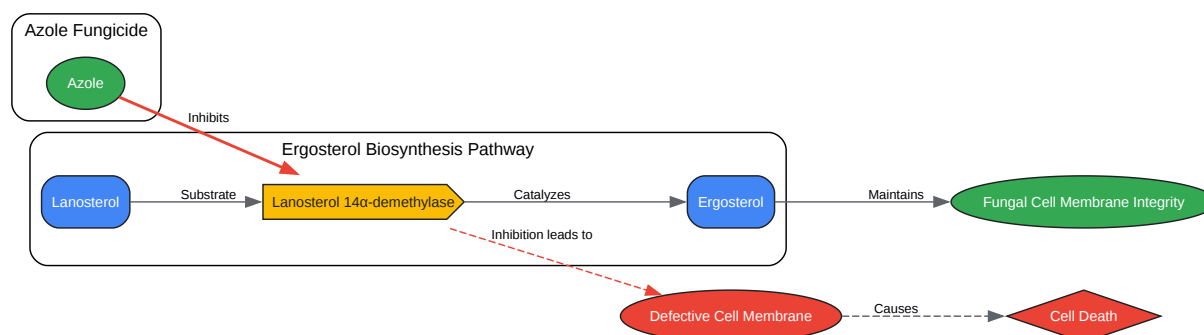 Azole Fungicide
Azole
Inhibits
Ergosterol Biosynthesis Pathway
Lanosterol
Substrate
Lanosterol 14α-demethylase
Catalyzes
Ergosterol
Maintains
Fungal Cell Membrane Integrity
Inhibition leads to
Defective Cell Membrane
Causes
Cell Death